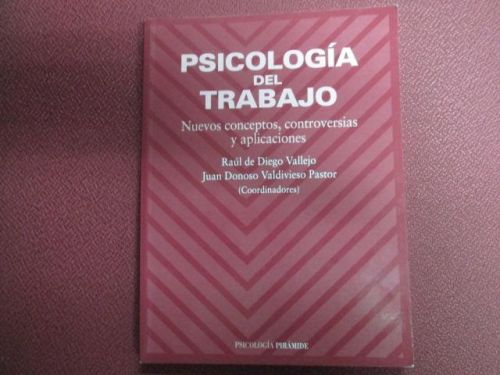 PSICOLOGÍA
DEL
TRABAJO
Nuevos conceptos, controversias
y aplicaciones
Raúl de Diego Vallejo
Juan Donoso Valdivieso Pastor
(Coordinadores)
PSICOLOGÍA PIRÁMIDE